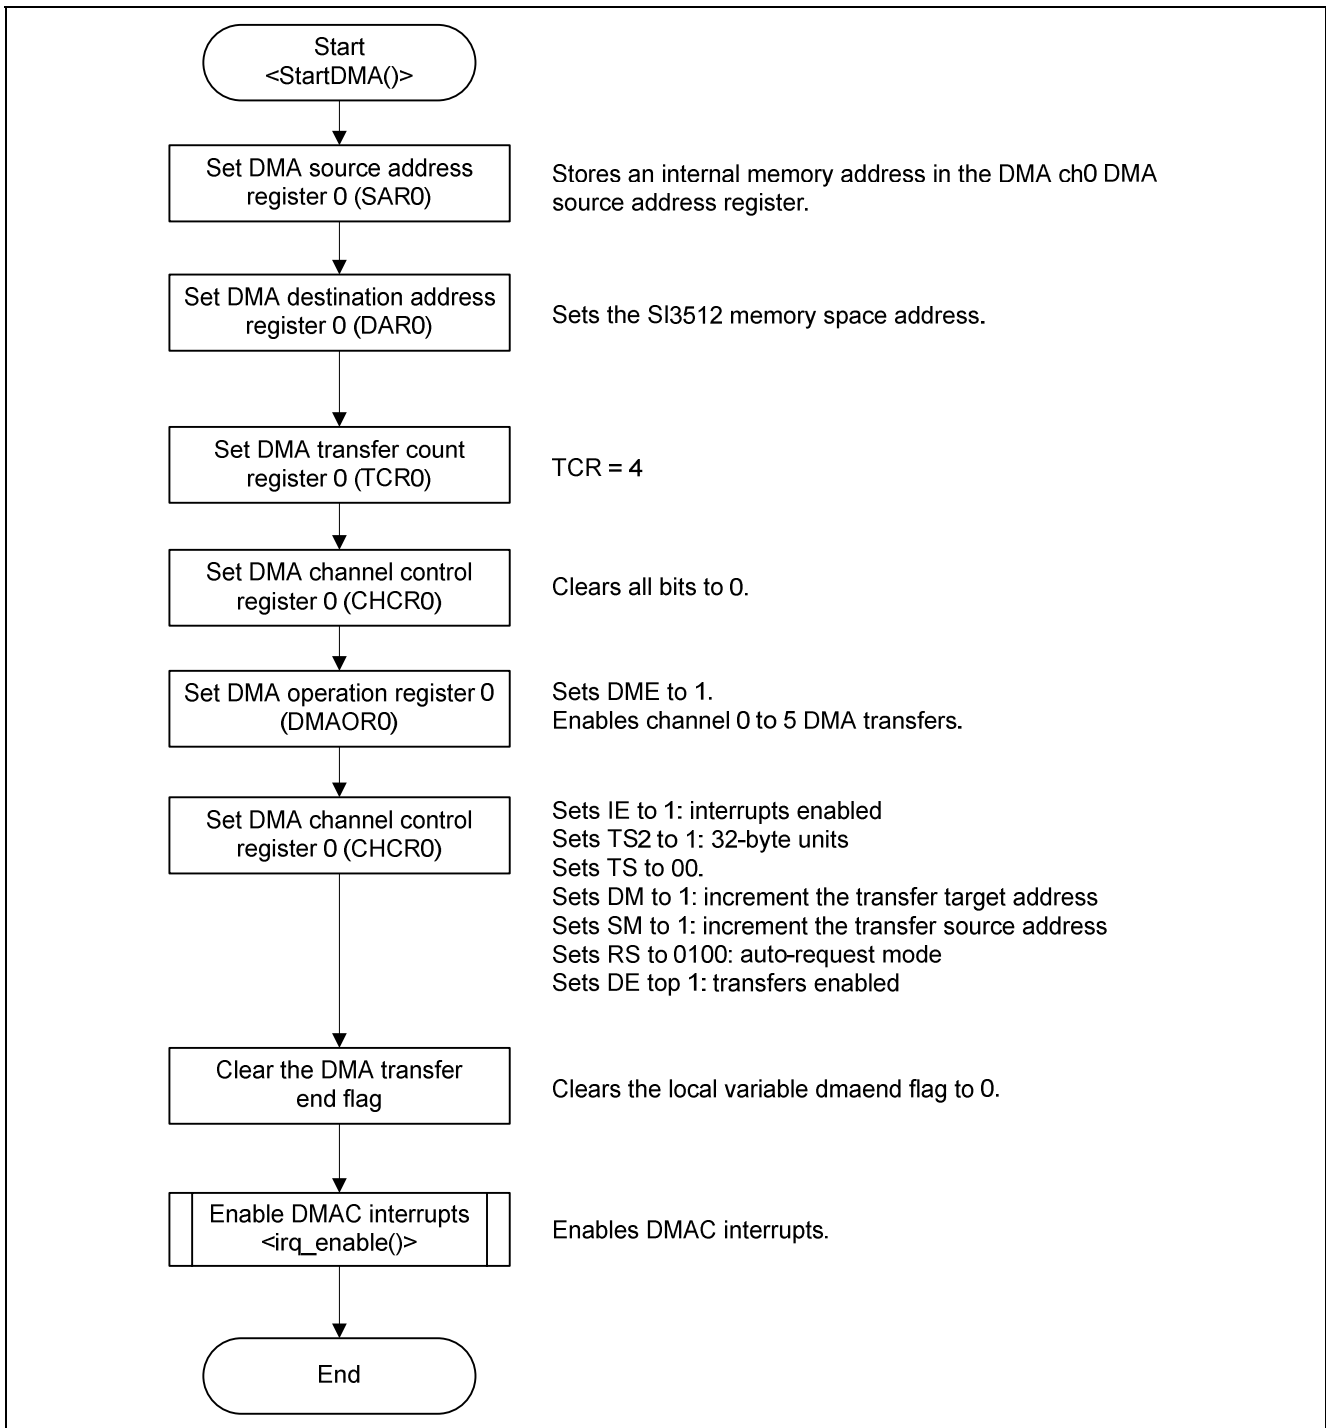 Start
<StartDMA()>
Set DMA source address
register 0 (SAR0)
Stores an internal memory address in the DMA ch0 DMA
source address register.
Set DMA destination address
register 0 (DAR0)
Sets the SI3512 memory space address.
Set DMA transfer count
register 0 (TCR0)
TCR = 4
Set DMA channel control
register 0 (CHCR0)
Clears all bits to 0.
Set DMA operation register 0
(DMAOR0)
Sets DME to 1.
Enables channel 0 to 5 DMA transfers.
Set DMA channel control
register 0 (CHCR0)
Sets IE to 1: interrupts enabled
Sets TS2 to 1: 32-byte units
Sets TS to 00.
Sets DM to 1: increment the transfer target address
Sets SM to 1: increment the transfer source address
Sets RS to 0100: auto-request mode
Sets DE top 1: transfers enabled
Clear the DMA transfer
end flag
Clears the local variable dmaend flag to 0.
Enable DMAC interrupts
<irq_enable()>
Enables DMAC interrupts.
End